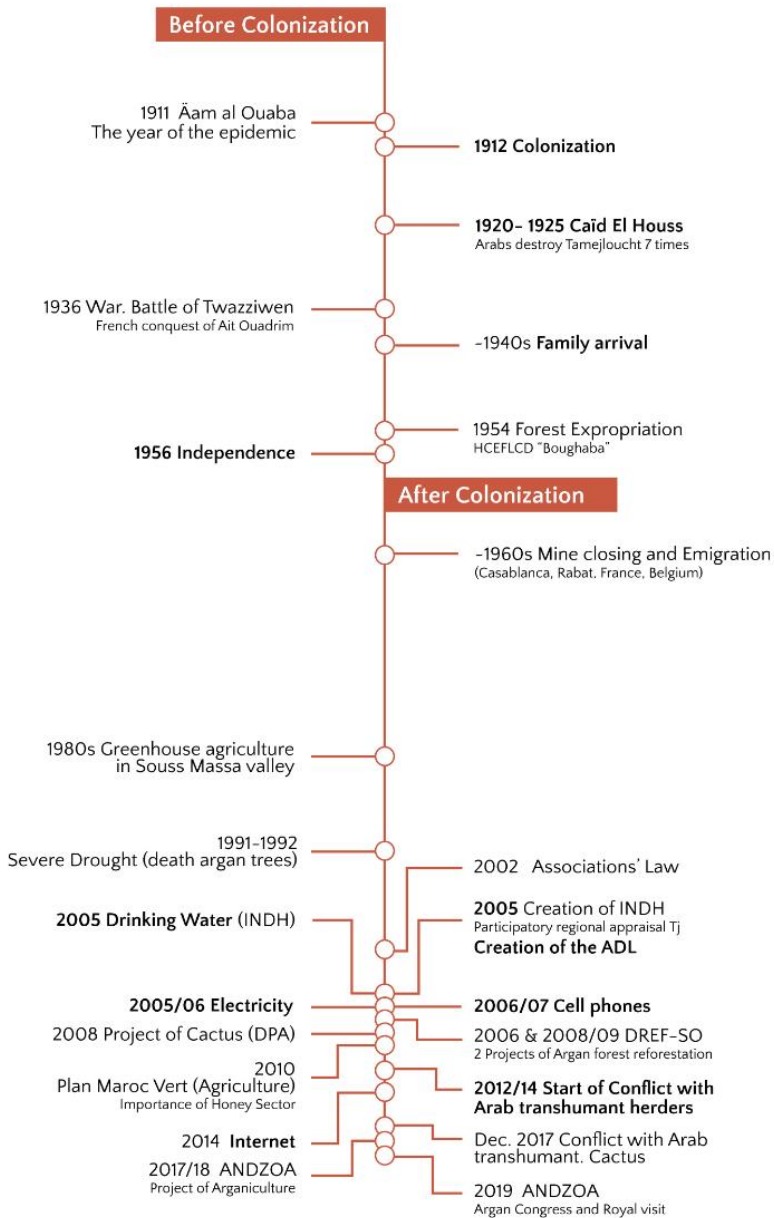 Before Colonization
1911 Äam al Ouaba
The year of the epidemic
1912 Colonization
1920- 1925 Caïd El Houss
Arabs destroy Tamejloucht 7 times
1936 War. Battle of Twazziwen
French conquest of Ait Ouadrim
~1940s Family arrival
1954 Forest Expropriation
HCEFLCD "Boughaba"
1956 Independence
After Colonization
~1960s Mine closing and Emigration
(Casablanca, Rabat, France, Belgium)
1980s Greenhouse agriculture
in Souss Massa valley
1991-1992
Severe Drought (death argan trees)
2002 Associations' Law
2005 Drinking Water (INDH)
2005 Creation of INDH
Participatory regional appraisal Tj
Creation of the ADL
2005/06 Electricity
2006/07 Cell phones
2008 Project of Cactus (DPA)
2006 & 2008/09 DREF-SO
2 Projects of Argan forest reforestation
2010
Plan Maroc Vert (Agriculture)
Importance of Honey Sector
2012/14 Start of Conflict with
Arab transhumant herders
2014 Internet
Dec. 2017 Conflict with Arab
transhumant. Cactus
2017/18 ANDZOA
Project of Arganiculture
2019 ANDZOA
Argan Congress and Royal visit